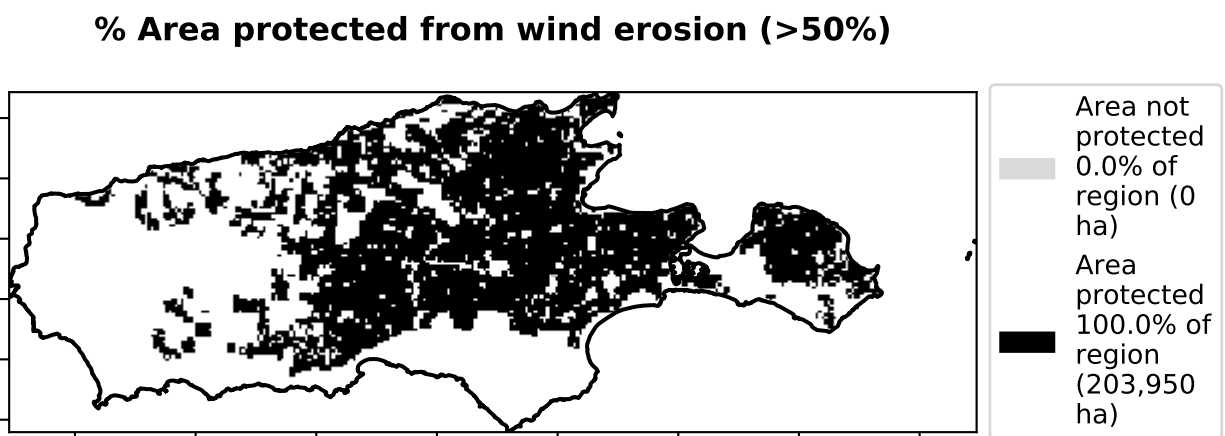 % Area protected from wind erosion (>50%)
Area not
protected
0.0% of
region (0
ha)
Area
protected
100.0% of
region
(203,950
ha)